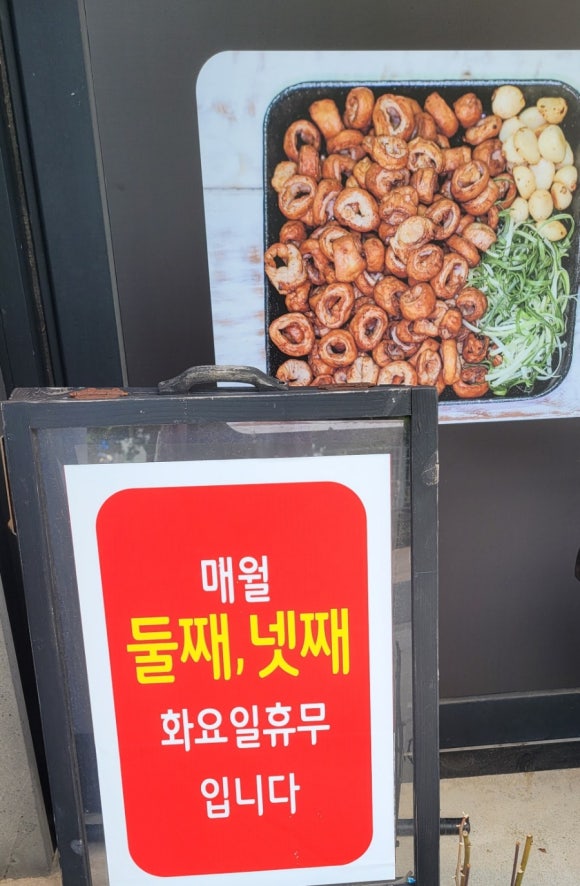 매월
둘째, 넷째
화요일휴무
입니다